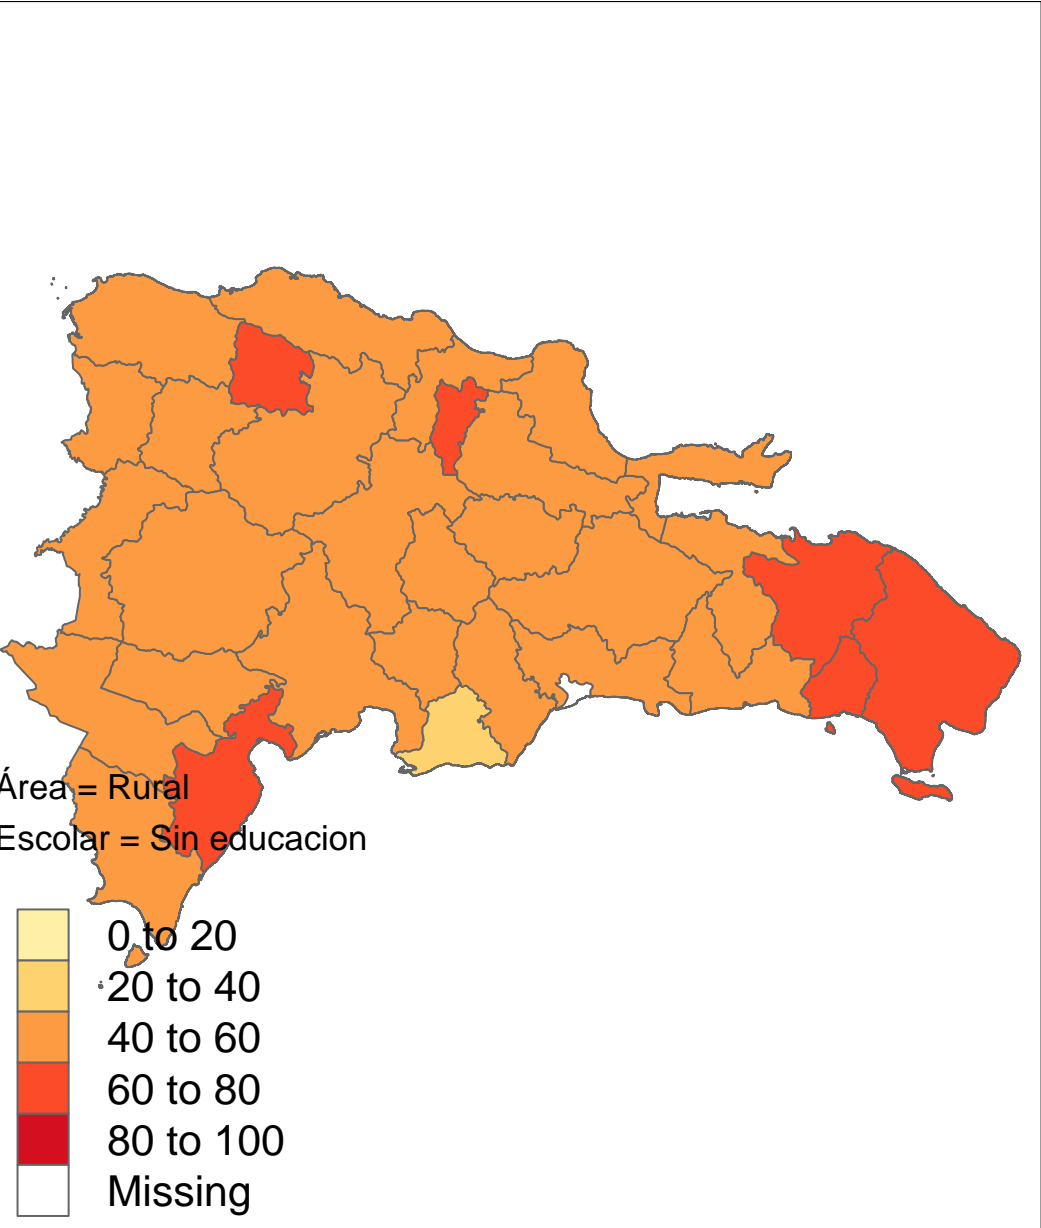 Área = Rural
Escolar = Sin educacion
0 to 20
20 to 40
40 to 60
60 to 80
80 to 100
Missing